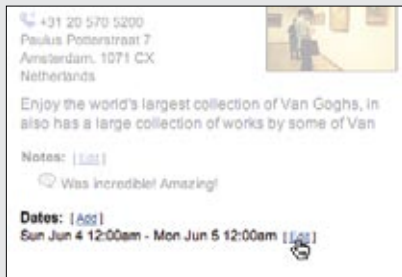 +31 20 570 5200
Paulus Potterstraat 7
Amsterdam, 1071 CX
Netherlands
Enjoy the world's largest collection of Van Goghs, in
also has a large collection of works by some of Van
Notes: [Edit]
Was incredible! Amazing!
Dates: [Add]
Sun Jun 4 12:00am - Mon Jun 5 12:00am [Edit]